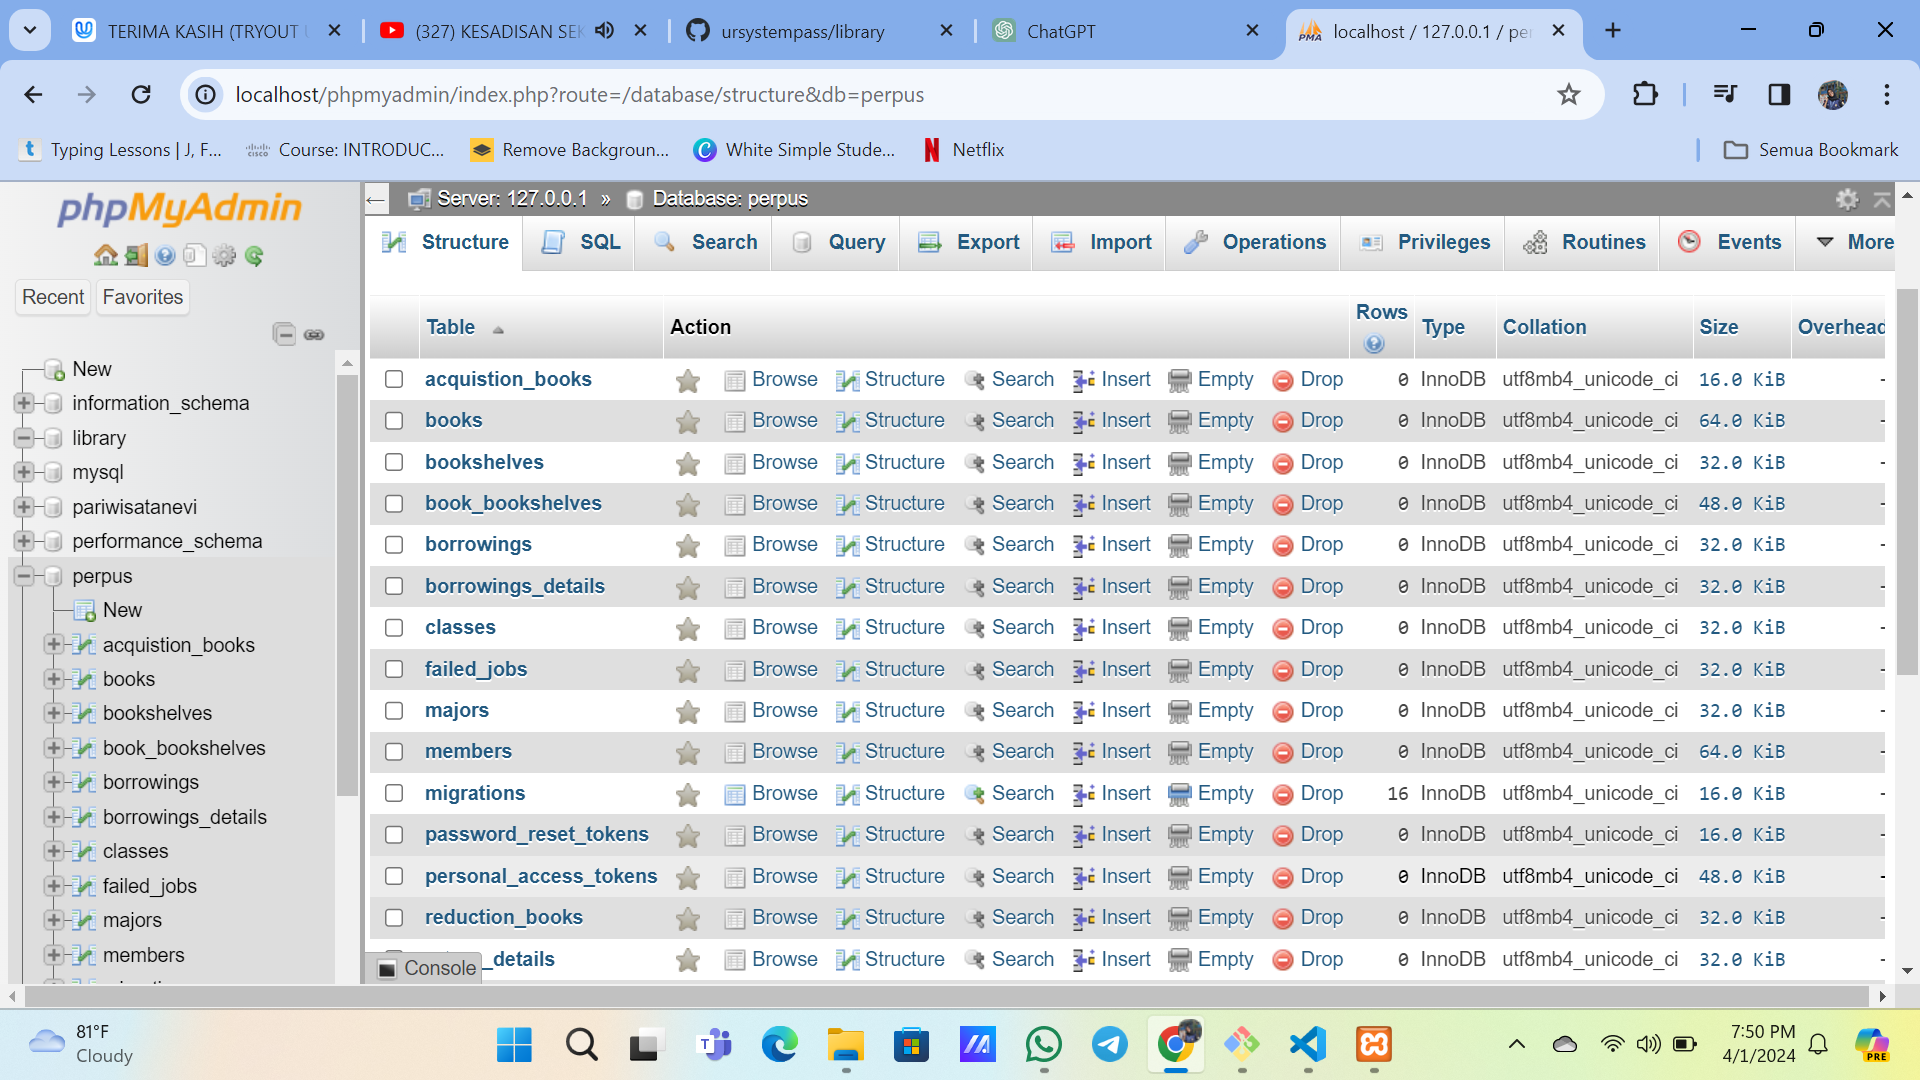 TERIMA KASIH (TRYOUT
(327) KESADISAN SEK
ursystempass/library
ChatGPT
localhost / 127.0.0.1 / per
localhost/phpmyadmin/index.php?route=/database/structure&db=perpus
Typing Lessons | J, F...
Course: INTRODUC...
Remove Backgroun...
White Simple Stude...
Netflix
Semua Bookmark
phpMyAdmin
Recent
Favorites
New
information_schema
library
mysql
pariwisatanevi
performance_schema
perpus
New
acquistion_books
books
bookshelves
book_bookshelves
borrowings
borrowings_details
classes
failed_jobs
majors
members
Server: 127.0.0.1 » Database: perpus
Structure SQL Search Query Export Import Operations Privileges Routines Events More
Table Action Rows Type Collation Size Overhead
acquistion_books Browse Structure Search Insert Empty Drop 0 InnoDB utf8mb4_unicode_ci 16.0 KiB -
books Browse Structure Search Insert Empty Drop 0 InnoDB utf8mb4_unicode_ci 64.0 KiB -
bookshelves Browse Structure Search Insert Empty Drop 0 InnoDB utf8mb4_unicode_ci 32.0 KiB -
book_bookshelves Browse Structure Search Insert Empty Drop 0 InnoDB utf8mb4_unicode_ci 48.0 KiB -
borrowings Browse Structure Search Insert Empty Drop 0 InnoDB utf8mb4_unicode_ci 32.0 KiB -
borrowings_details Browse Structure Search Insert Empty Drop 0 InnoDB utf8mb4_unicode_ci 32.0 KiB -
classes Browse Structure Search Insert Empty Drop 0 InnoDB utf8mb4_unicode_ci 32.0 KiB -
failed_jobs Browse Structure Search Insert Empty Drop 0 InnoDB utf8mb4_unicode_ci 32.0 KiB -
majors Browse Structure Search Insert Empty Drop 0 InnoDB utf8mb4_unicode_ci 32.0 KiB -
members Browse Structure Search Insert Empty Drop 0 InnoDB utf8mb4_unicode_ci 64.0 KiB -
migrations Browse Structure Search Insert Empty Drop 16 InnoDB utf8mb4_unicode_ci 16.0 KiB -
password_reset_tokens Browse Structure Search Insert Empty Drop 0 InnoDB utf8mb4_unicode_ci 16.0 KiB -
personal_access_tokens Browse Structure Search Insert Empty Drop 0 InnoDB utf8mb4_unicode_ci 48.0 KiB -
reduction_books Browse Structure Search Insert Empty Drop 0 InnoDB utf8mb4_unicode_ci 32.0 KiB -
_details Browse Structure Search Insert Empty Drop 0 InnoDB utf8mb4_unicode_ci 32.0 KiB -
Console
81°F
Cloudy
7:50 PM
4/1/2024
PRE